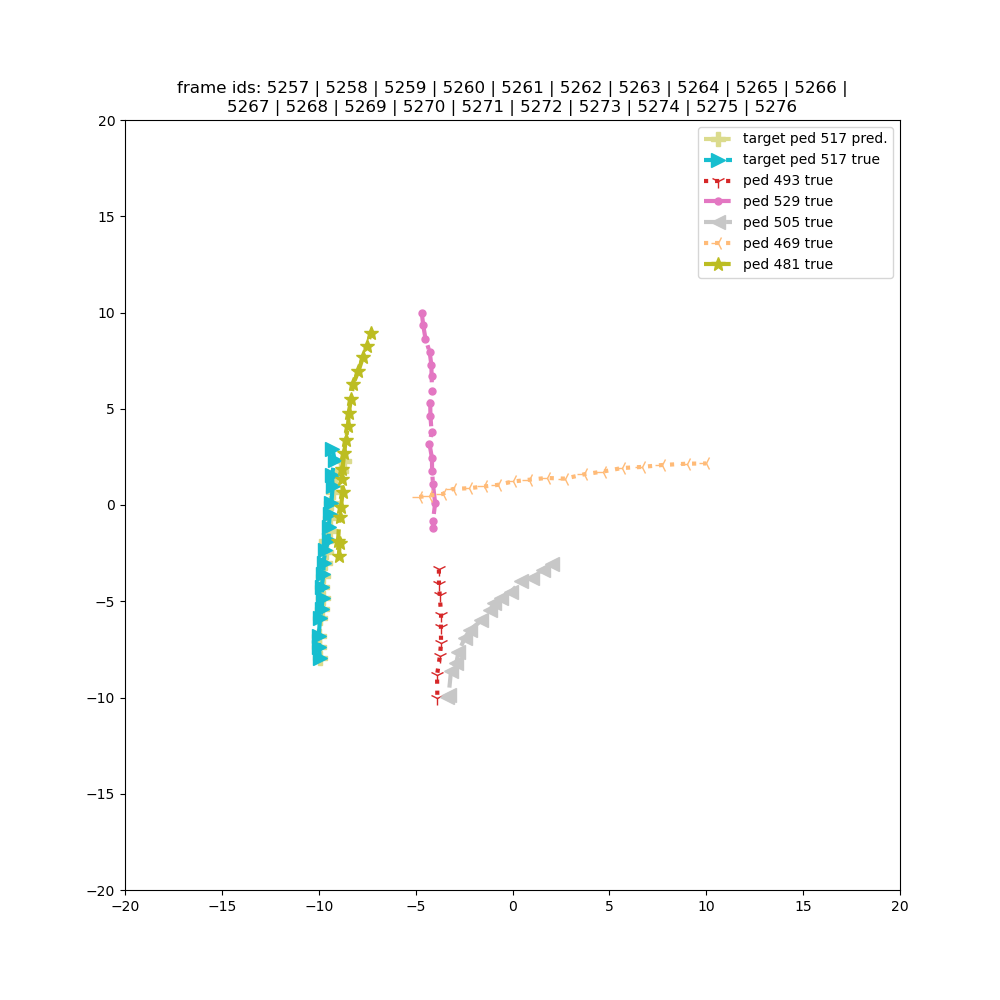 frame ids: 5257 | 5258 | 5259 | 5260 | 5261 | 5262 | 5263 | 5264 | 5265 | 5266 |
5267 | 5268 | 5269 | 5270 | 5271 | 5272 | 5273 | 5274 | 5275 | 5276
target ped 517 pred.
target ped 517 true
ped 493 true
ped 529 true
ped 505 true
ped 469 true
ped 481 true
20
15
10
5
0
−5
−10
−15
−20
−20 −15 −10 −5 0 5 10 15 20